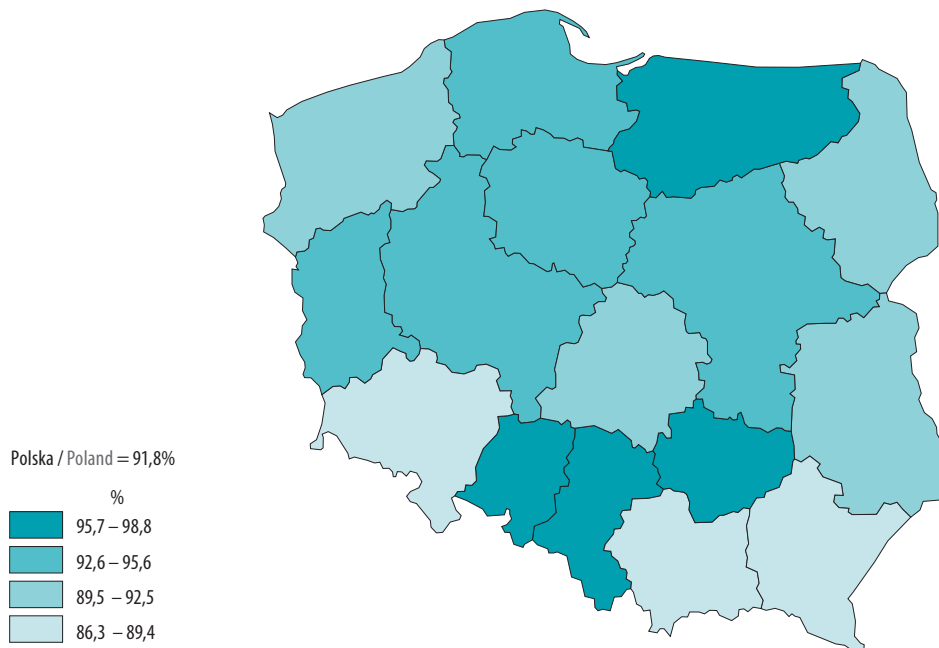 Polska / Poland = 91,8%
%
95,7 – 98,8
92,6 – 95,6
89,5 – 92,5
86,3 – 89,4